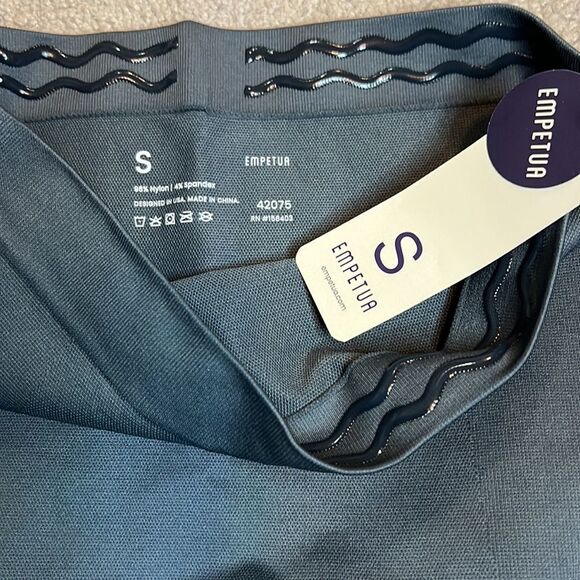 S
EMPETUA
96% Nylon | 4% Spandex
DESIGNED IN USA. MADE IN CHINA.
42075
RN #158403
EMPETUA
S
EMPETUA
empetua.com